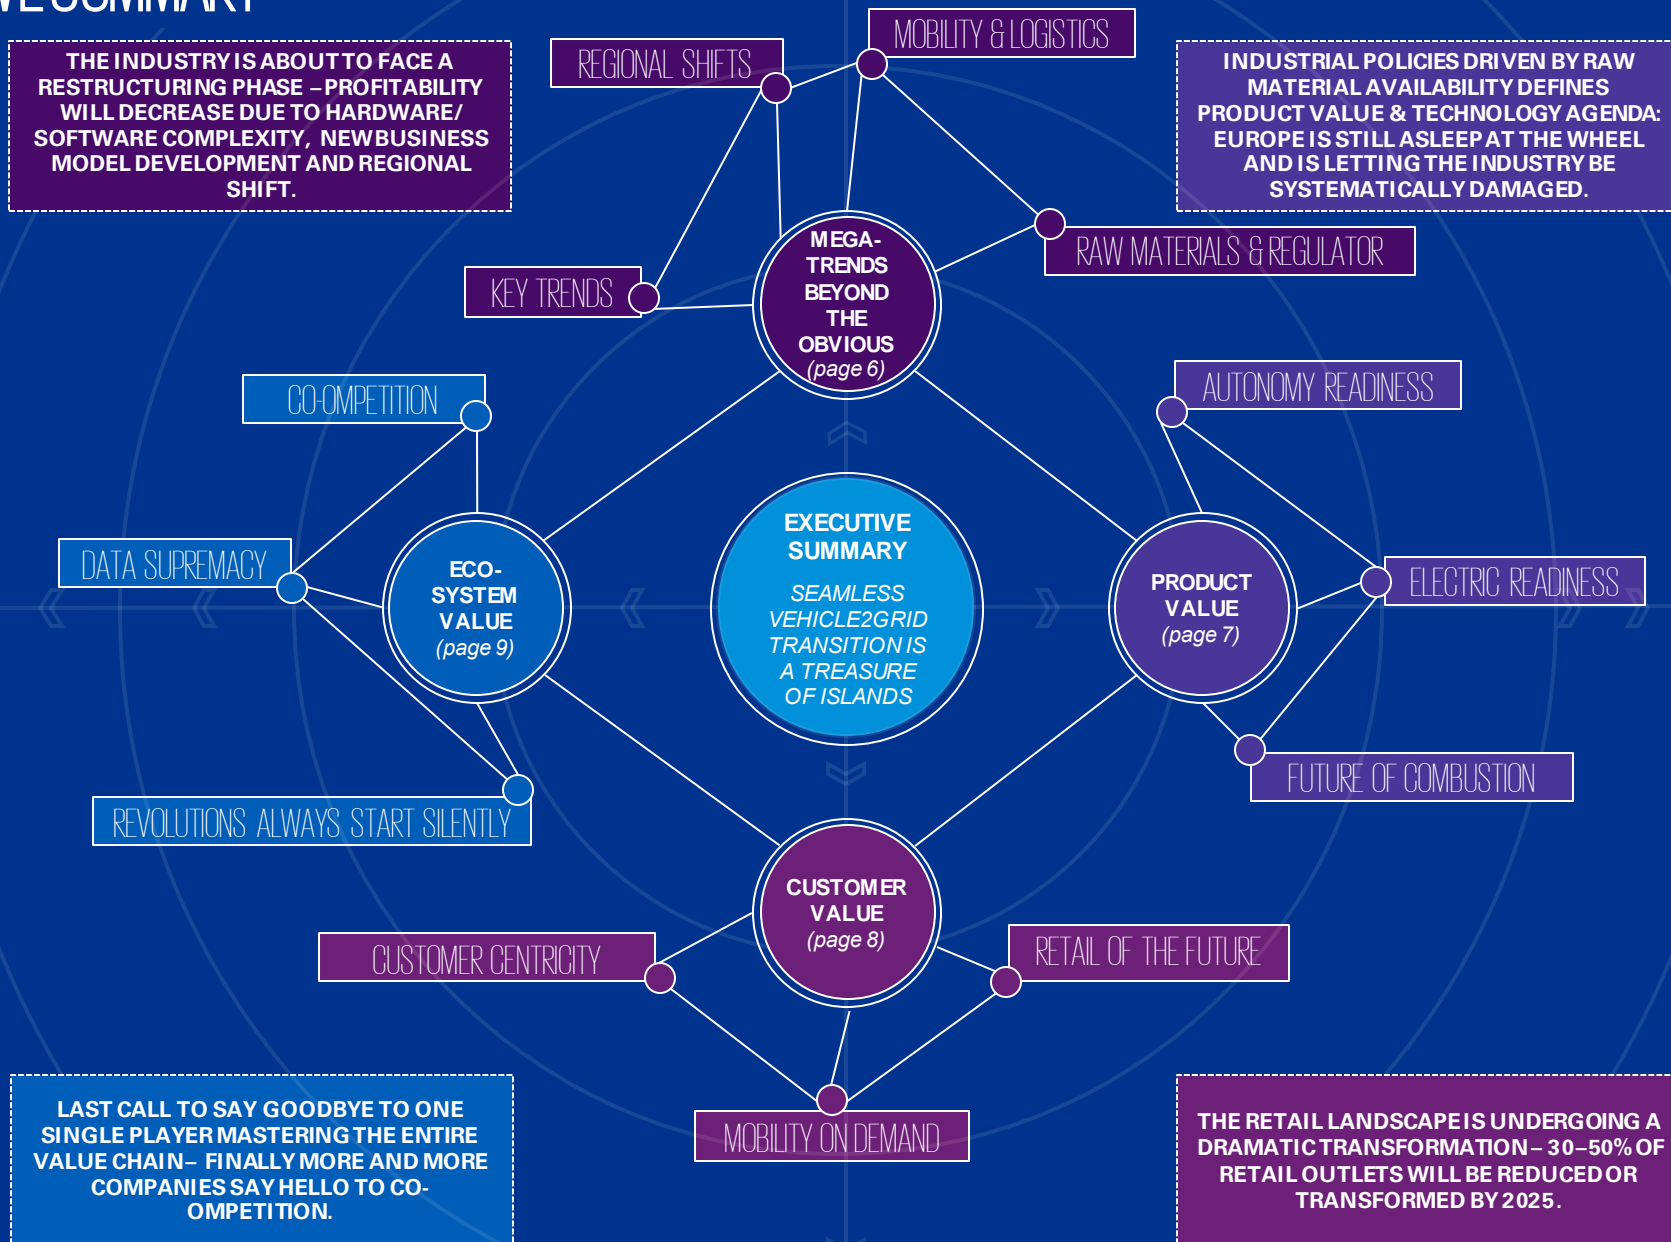 SUMMARY
THE INDUSTRY IS ABOUT TO FACE A
RESTRUCTURING PHASE – PROFITABILITY
WILL DECREASE DUE TO HARDWARE/
SOFTWARE COMPLEXITY, NEW BUSINESS
MODEL DEVELOPMENT AND REGIONAL
SHIFT.
REGIONAL SHIFTS
MOBILITY & LOGISTICS
INDUSTRIAL POLICIES DRIVEN BY RAW
MATERIAL AVAILABILITY DEFINES
PRODUCT VALUE & TECHNOLOGY AGENDA:
EUROPE IS STILL ASLEEP AT THE WHEEL
AND IS LETTING THE INDUSTRY BE
SYSTEMATICALLY DAMAGED.
KEY TRENDS
MEGA-
TRENDS
BEYOND
THE
OBVIOUS
(page 6)
RAW MATERIALS & REGULATOR
CO-OMPETITION
AUTONOMY READINESS
DATA SUPREMACY
ECO-
SYSTEM
VALUE
(page 9)
EXECUTIVE
SUMMARY
SEAMLESS
VEHICLE2GRID
TRANSITION IS
A TREASURE
OF ISLANDS
PRODUCT
VALUE
(page 7)
ELECTRIC READINESS
REVOLUTIONS ALWAYS START SILENTLY
FUTURE OF COMBUSTION
CUSTOMER
VALUE
(page 8)
CUSTOMER CENTRICITY
RETAIL OF THE FUTURE
MOBILITY ON DEMAND
LAST CALL TO SAY GOODBYE TO ONE
SINGLE PLAYER MASTERING THE ENTIRE
VALUE CHAIN – FINALLY MORE AND MORE
COMPANIES SAY HELLO TO CO-
OMPETITION.
THE RETAIL LANDSCAPE IS UNDERGOING A
DRAMATIC TRANSFORMATION – 30–50% OF
RETAIL OUTLETS WILL BE REDUCED OR
TRANSFORMED BY 2025.